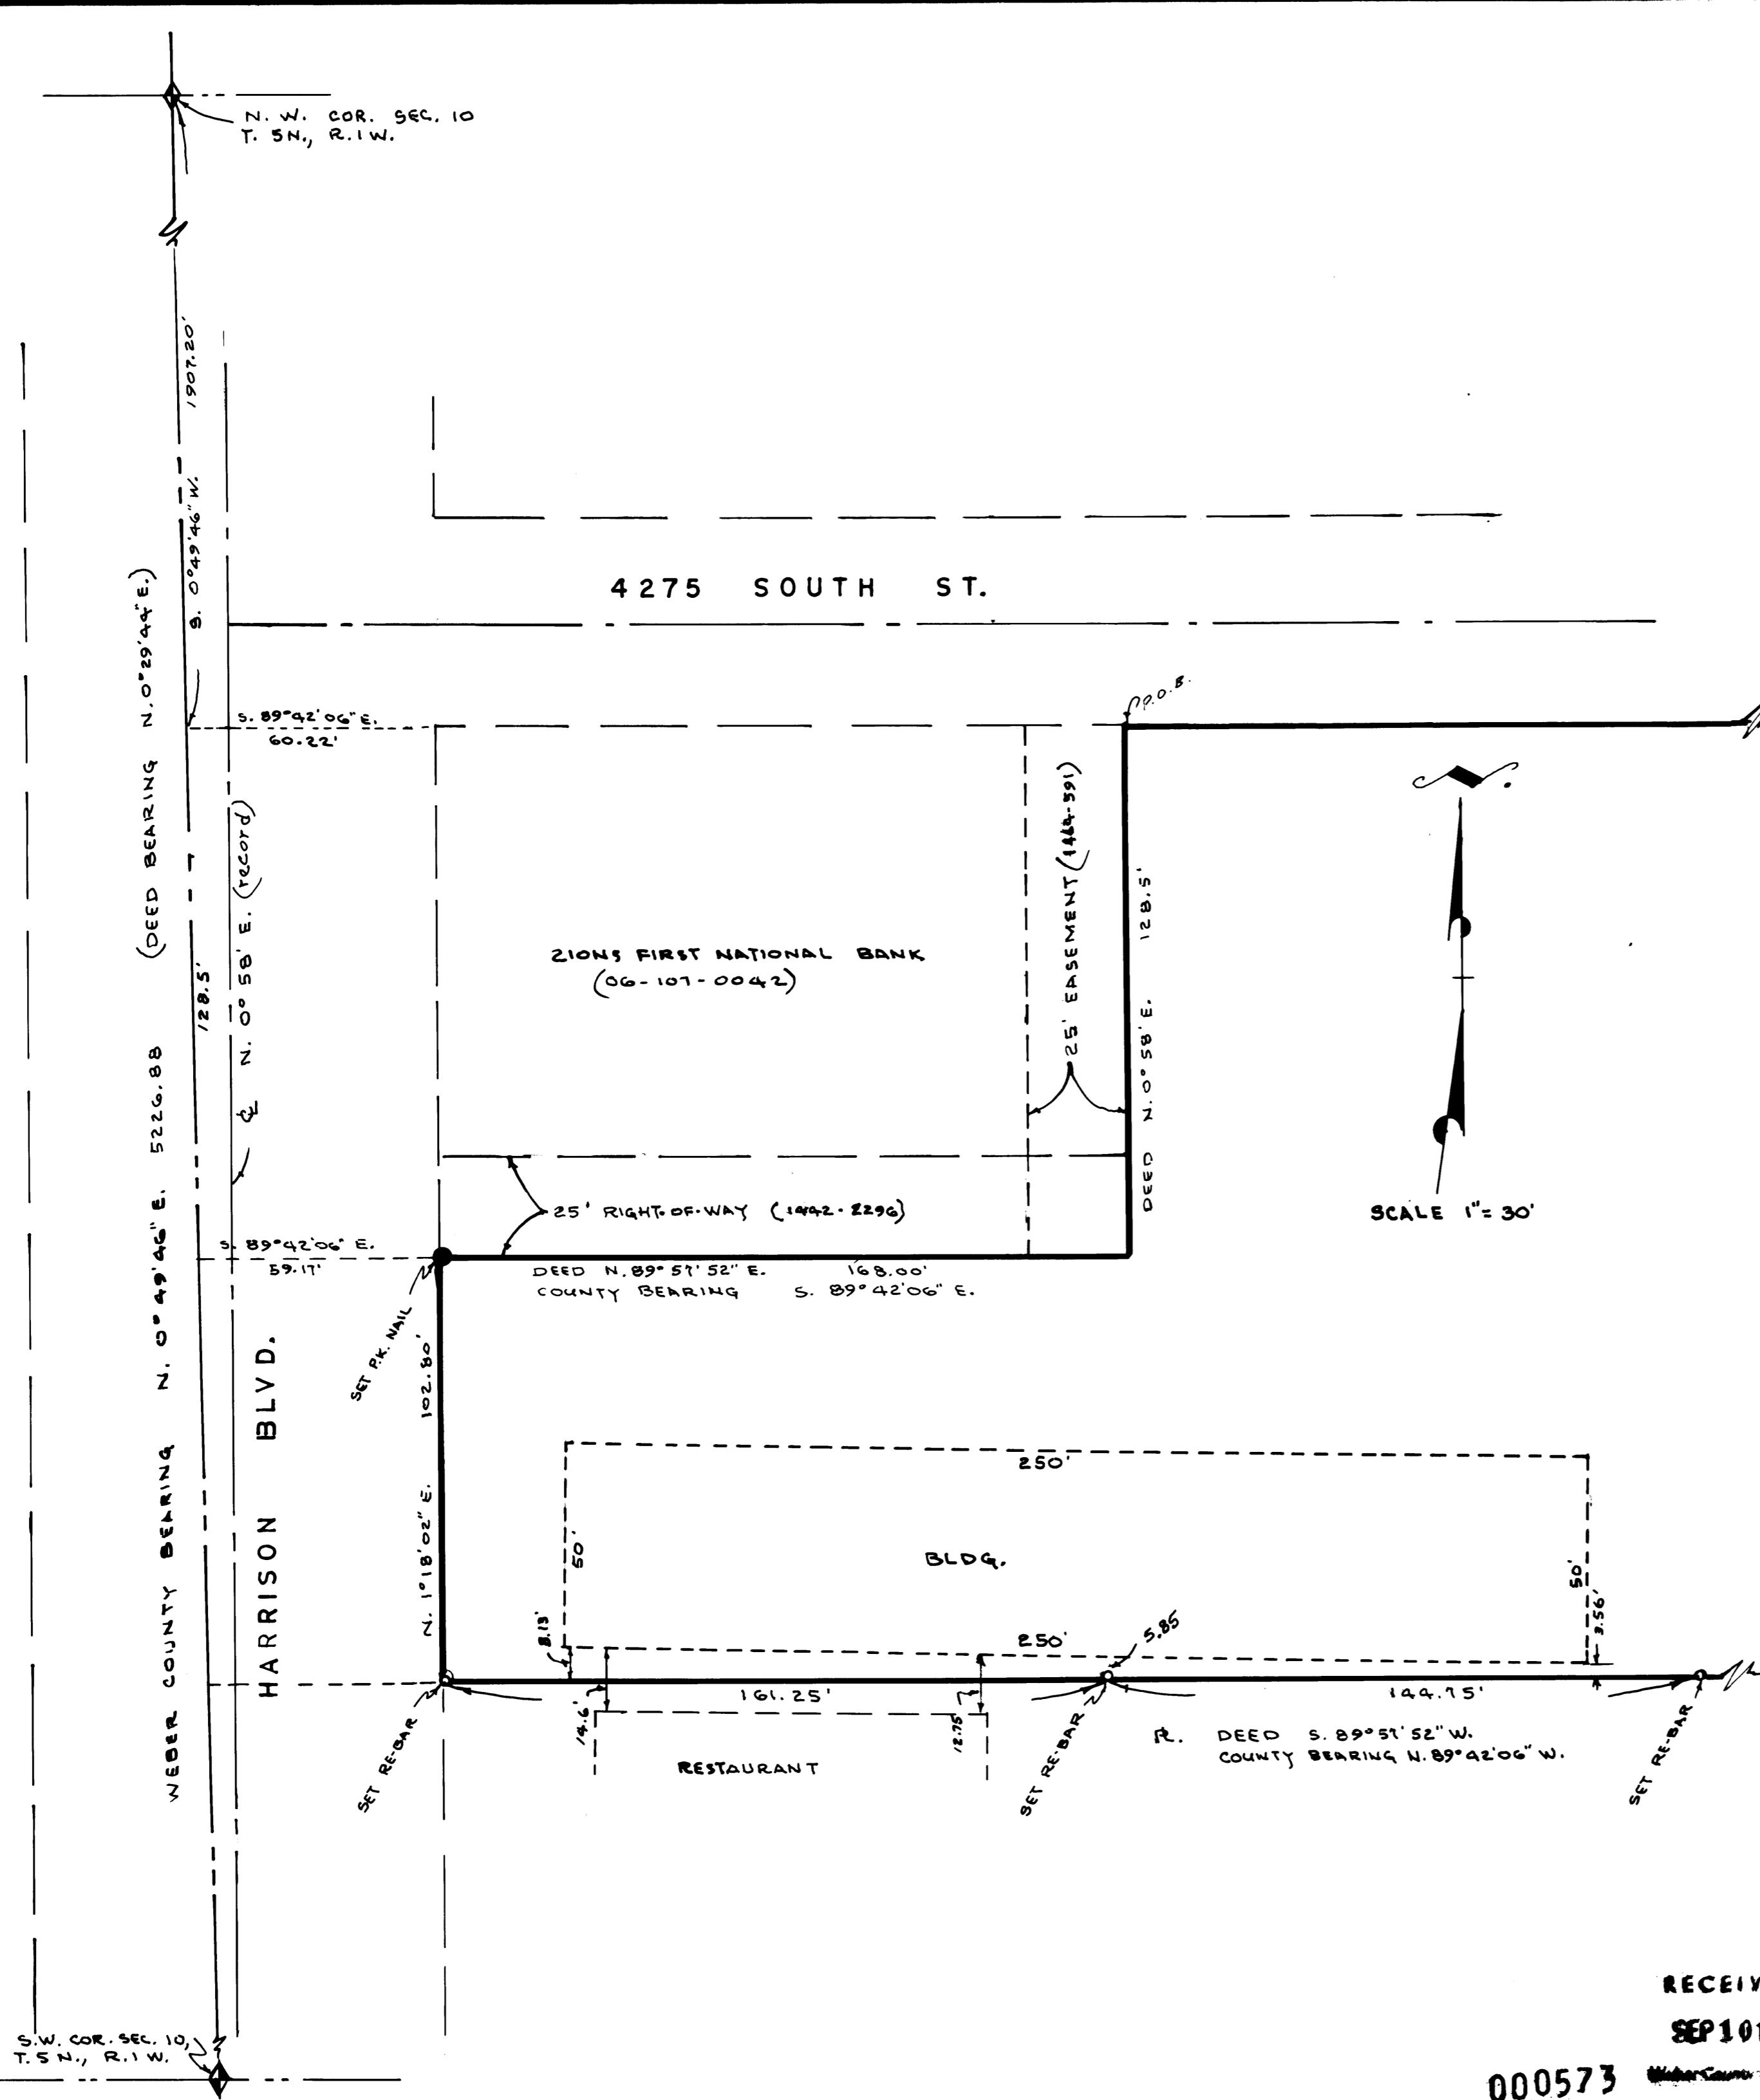 N. W. COR. SEC. 10
T. 5N., R.1W.
1907.20'
S. 0°49'46" W.
(DEED BEARING N. 0°29'44" E.)
4275 SOUTH ST.
P.O.B.
S. 89°42'06" E.
60.22'
N. 0°58' E. (record)
℄
128.5'
25' EASEMENT (1464-591)
128.5'
DEED N. 0°58' E.
ZIONS FIRST NATIONAL BANK
(06-107-0042)
N.
SCALE 1"= 30'
25' RIGHT-OF-WAY (1442-2296)
S. 89°42'06" E.
59.17'
DEED N. 89°57'52" E. 168.00'
COUNTY BEARING S. 89°42'06" E.
SET P.K. NAIL
WEBER COUNTY BEARING N. 0°49'46" E. 5226.88
HARRISON BLVD.
N. 1°18'02" E. 102.80'
250'
50'
BLDG.
50'
8.13'
250'
5.85
3.56'
161.25'
144.75'
14.6'
12.75'
SET RE-BAR
SET RE-BAR
SET RE-BAR
RESTAURANT
DEED S. 89°57'52" W.
COUNTY BEARING N. 89°42'06" W.
S.W. COR. SEC. 10,
T. 5 N., R. 1 W.
RECEIV
SEP 10
000573